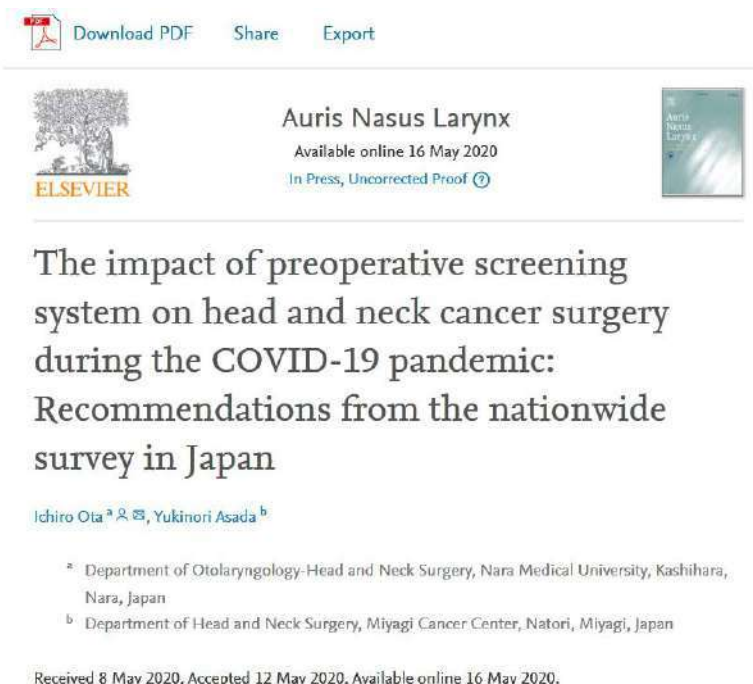 PDF
Download PDF Share Export
ELSEVIER
Auris Nasus Larynx
Available online 16 May 2020
In Press, Uncorrected Proof ?
Auris
Nasus
Larynx
The impact of preoperative screening
system on head and neck cancer surgery
during the COVID-19 pandemic:
Recommendations from the nationwide
survey in Japan
Ichiro Ota a, Yukinori Asada b
a Department of Otolaryngology-Head and Neck Surgery, Nara Medical University, Kashihara,
Nara, Japan
b Department of Head and Neck Surgery, Miyagi Cancer Center, Natori, Miyagi, Japan
Received 8 May 2020, Accepted 12 May 2020, Available online 16 May 2020.